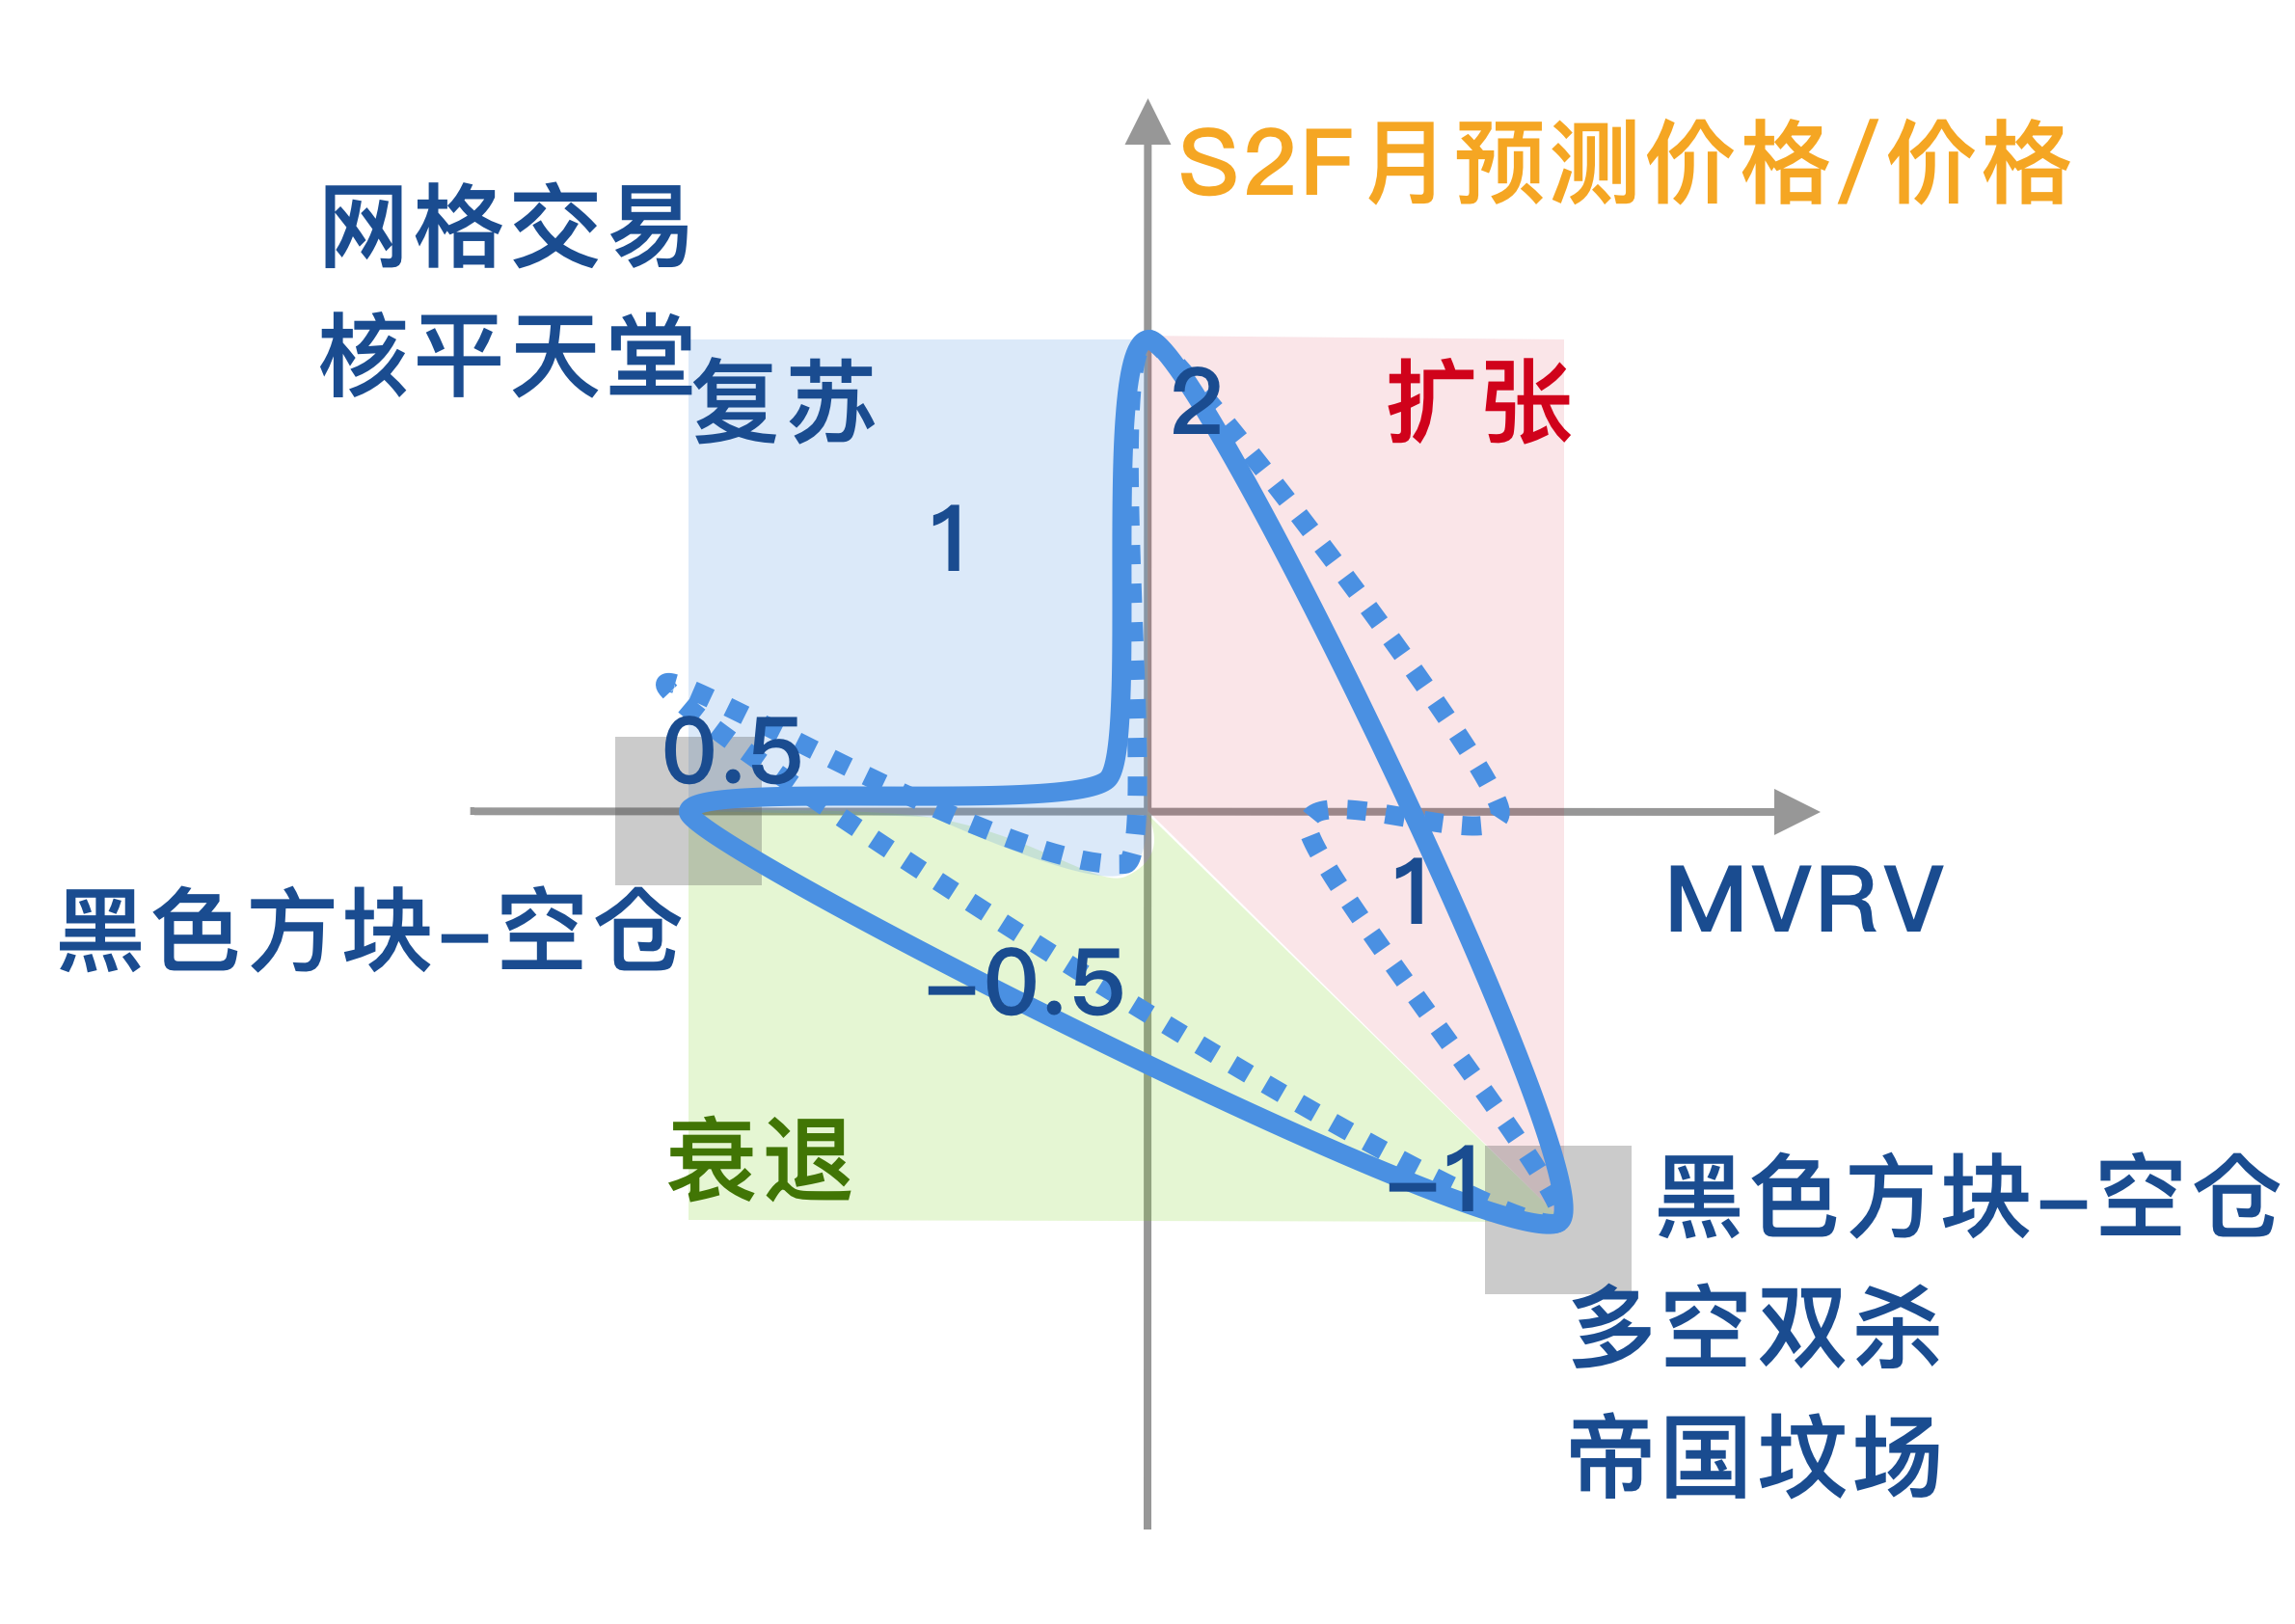 S2F月预测价格/价格
网格交易
核平天堂
复苏
2
扩张
1
0.5
1
MVRV
黑色方块-空仓
-0.5
衰退
-1
黑色方块-空仓
多空双杀
帝国坟场